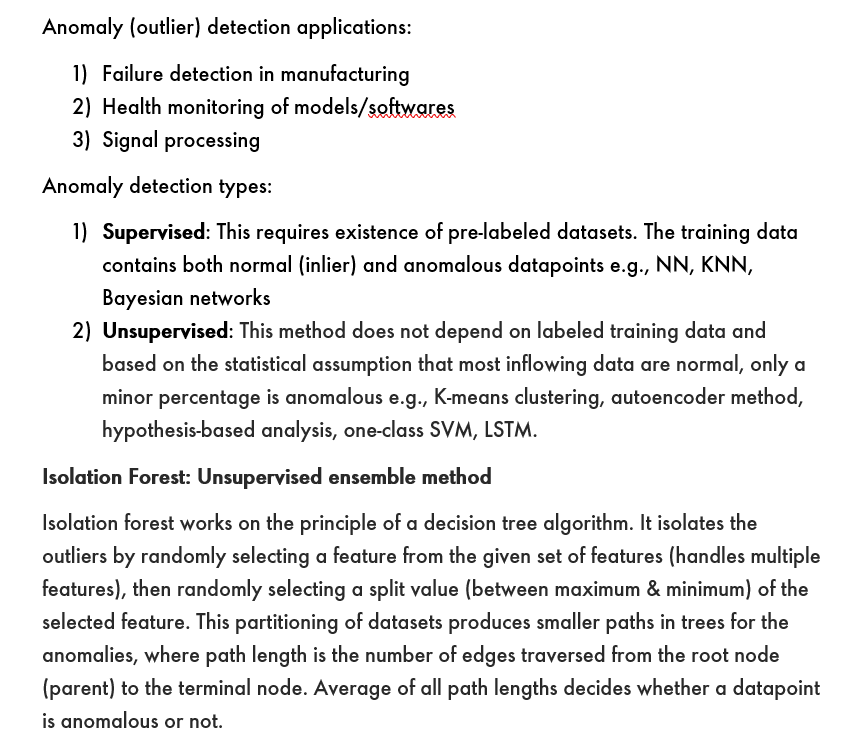 Anomaly (outlier) detection applications:
1) Failure detection in manufacturing
2) Health monitoring of models/softwares
3) Signal processing
Anomaly detection types:
1) Supervised: This requires existence of pre-labeled datasets. The training data
contains both normal (inlier) and anomalous datapoints e.g., NN, KNN,
Bayesian networks
2) Unsupervised: This method does not depend on labeled training data and
based on the statistical assumption that most inflowing data are normal, only a
minor percentage is anomalous e.g., K-means clustering, autoencoder method,
hypothesis-based analysis, one-class SVM, LSTM.
Isolation Forest: Unsupervised ensemble method
Isolation forest works on the principle of a decision tree algorithm. It isolates the
outliers by randomly selecting a feature from the given set of features (handles multiple
features), then randomly selecting a split value (between maximum & minimum) of the
selected feature. This partitioning of datasets produces smaller paths in trees for the
anomalies, where path length is the number of edges traversed from the root node
(parent) to the terminal node. Average of all path lengths decides whether a datapoint
is anomalous or not.